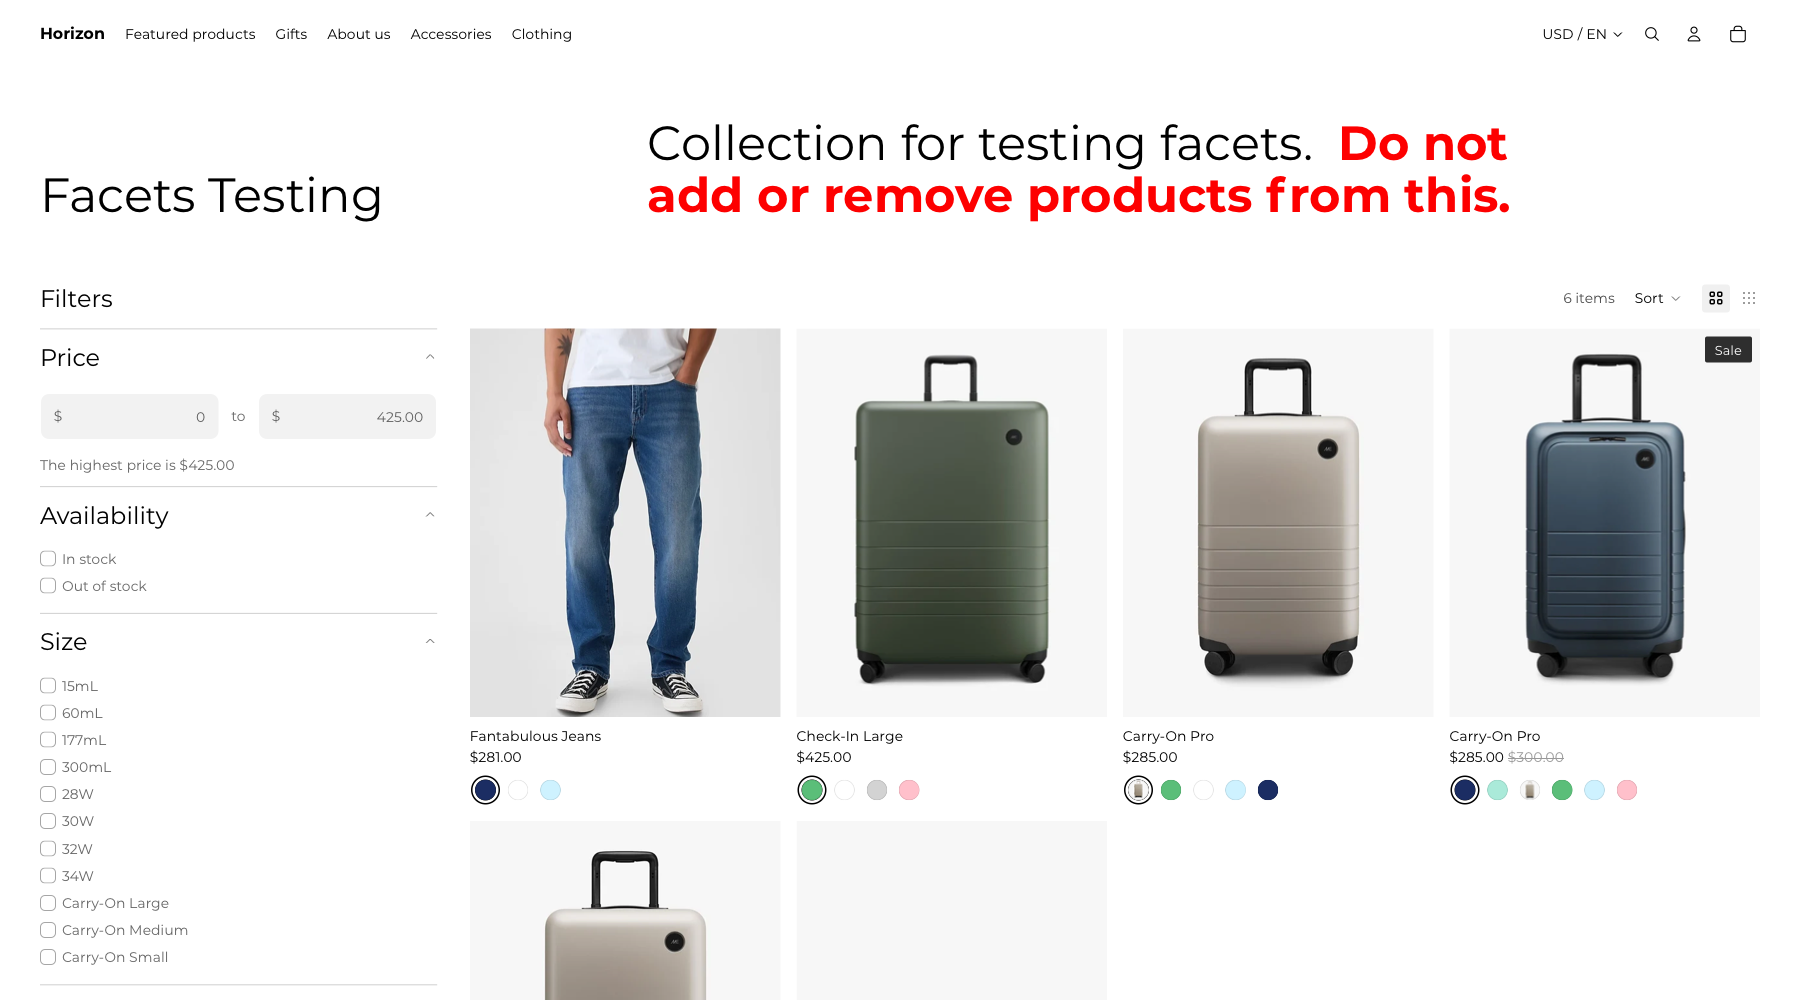 Horizon Featured products Gifts About us Accessories Clothing USD / EN
Facets Testing
Collection for testing facets. Do not
add or remove products from this.
Filters
6 items Sort
Price
$ 0 to $ 425.00
The highest price is $425.00
Availability
In stock
Out of stock
Size
15mL
60mL
177mL
300mL
28W
30W
32W
34W
Carry-On Large
Carry-On Medium
Carry-On Small
Fantabulous Jeans
$281.00
Check-In Large
$425.00
Carry-On Pro
$285.00
Sale
Carry-On Pro
$285.00 $300.00